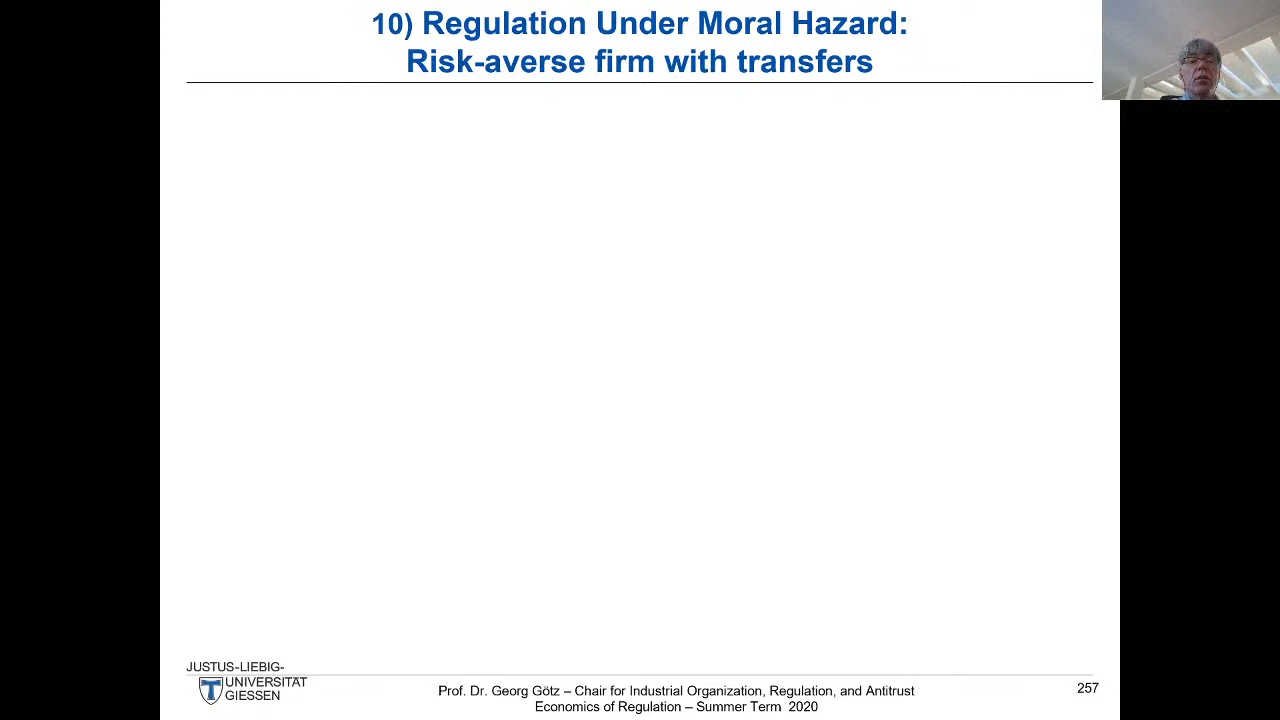 10) Regulation Under Moral Hazard:
Risk-averse firm with transfers
JUSTUS-LIEBIG-
UNIVERSITÄT
GIESSEN
Prof. Dr. Georg Götz – Chair for Industrial Organization, Regulation, and Antitrust
Economics of Regulation – Summer Term 2020
257